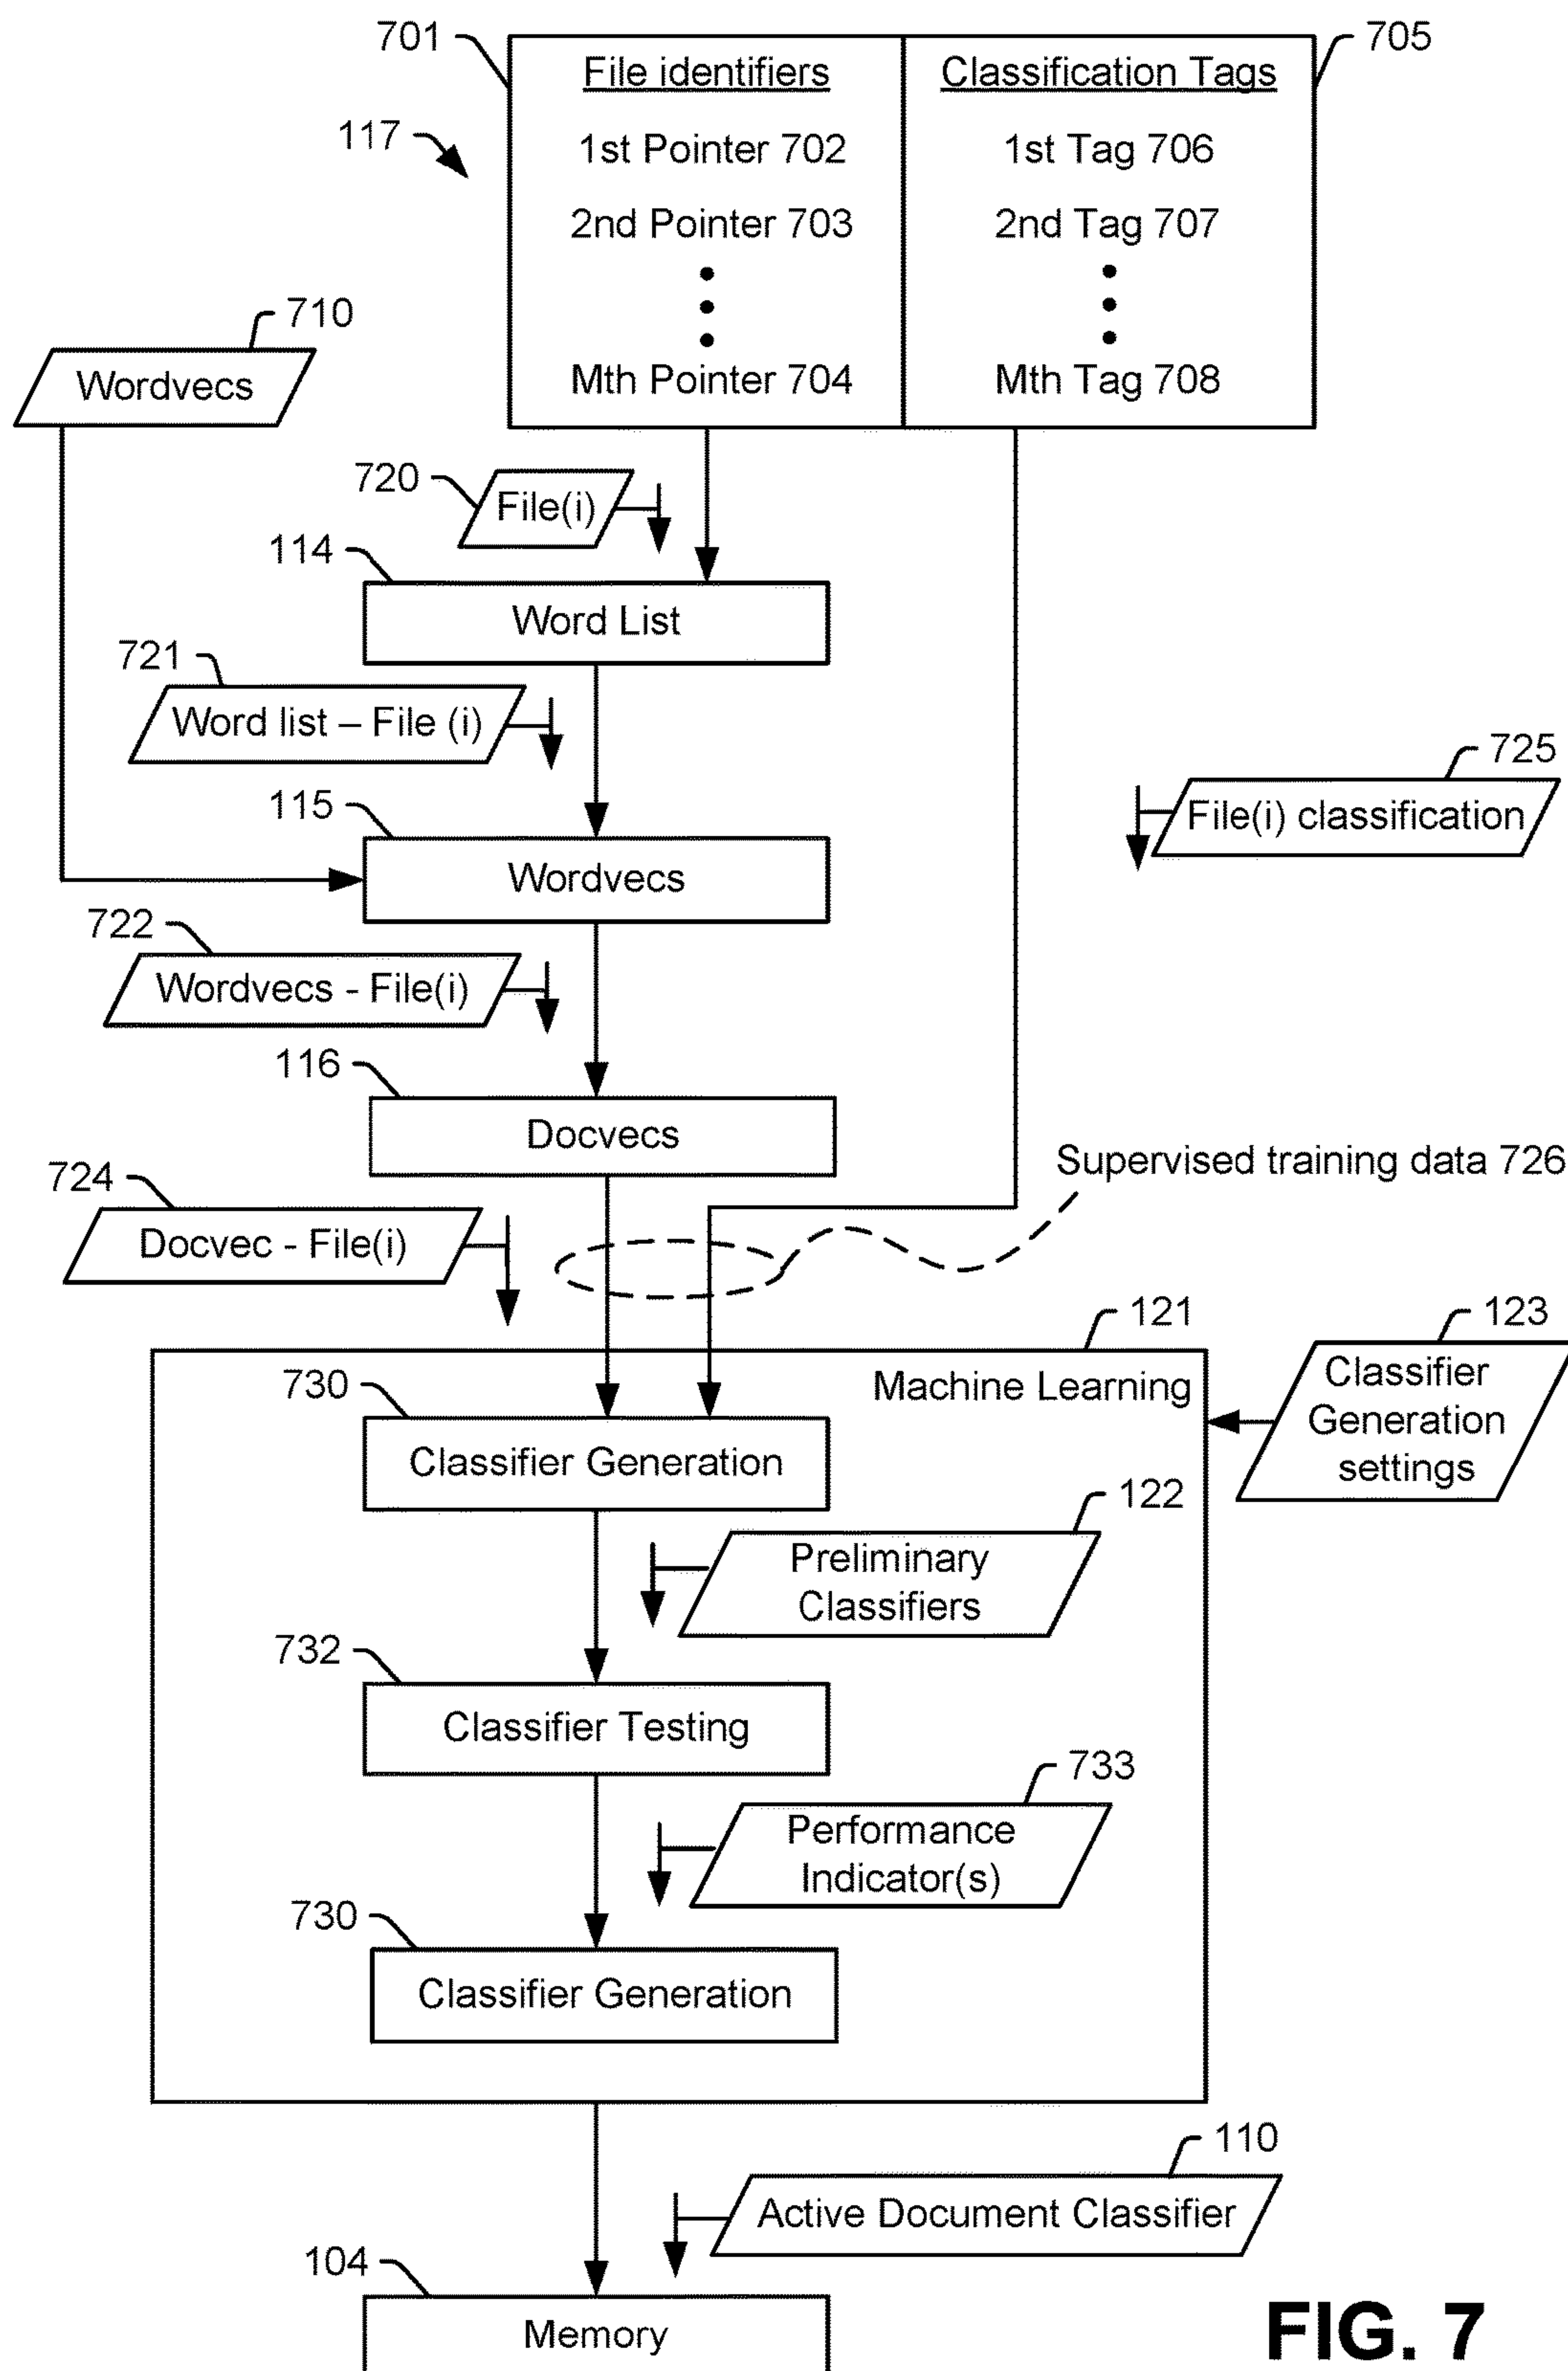 701
File identifiers
Classification Tags
705
117
1st Pointer 702
1st Tag 706
2nd Pointer 703
2nd Tag 707
710
Wordvecs
Mth Pointer 704
Mth Tag 708
720
File(i)
114
Word List
721
Word list – File (i)
725
File(i) classification
115
Wordvecs
722
Wordvecs - File(i)
116
Docvecs
Supervised training data 726
724
Docvec - File(i)
121
123
Machine Learning
Classifier
Generation
settings
730
Classifier Generation
122
Preliminary
Classifiers
732
Classifier Testing
733
Performance
Indicator(s)
730
Classifier Generation
110
Active Document Classifier
104
Memory
FIG. 7